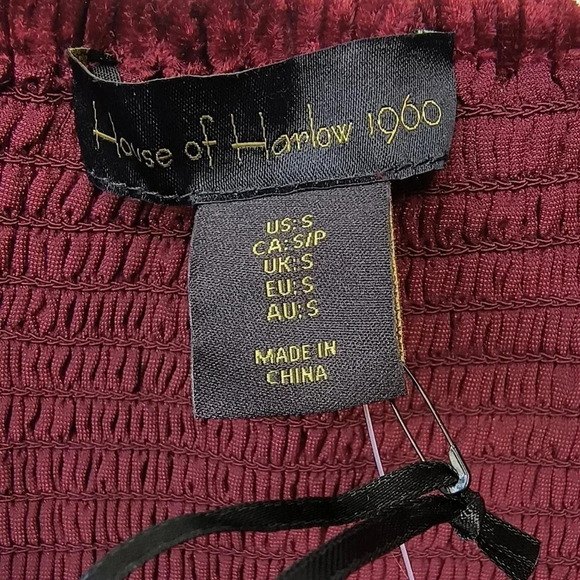 House of Harlow 1960
US:S
CA:S/P
UK:S
EU:S
AU:S
MADE IN
CHINA